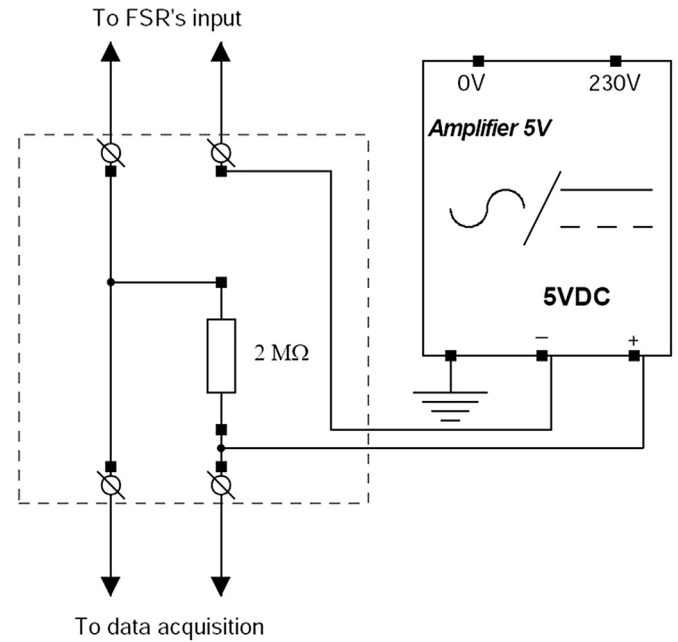 To FSR's input
0V
230V
Amplifier 5V
5VDC
2 MΩ
− +
To data acquisition